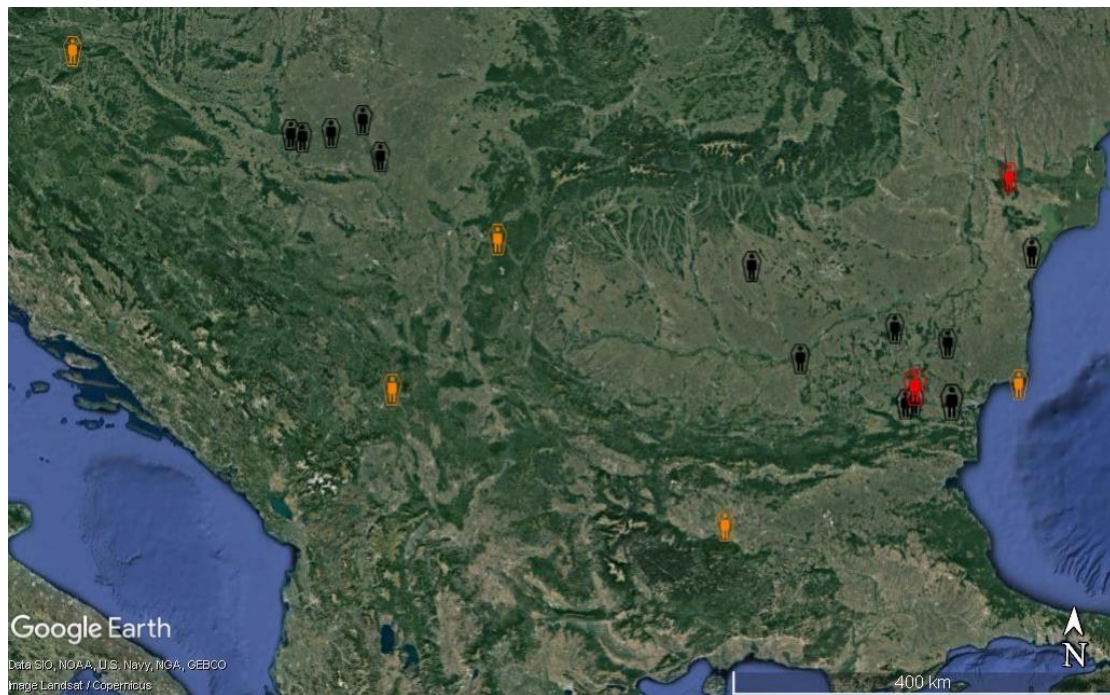 Google Earth
Data SIO, NOAA, U.S. Navy, NGA, GEBCO
Image Landsat / Copernicus
N
400 km